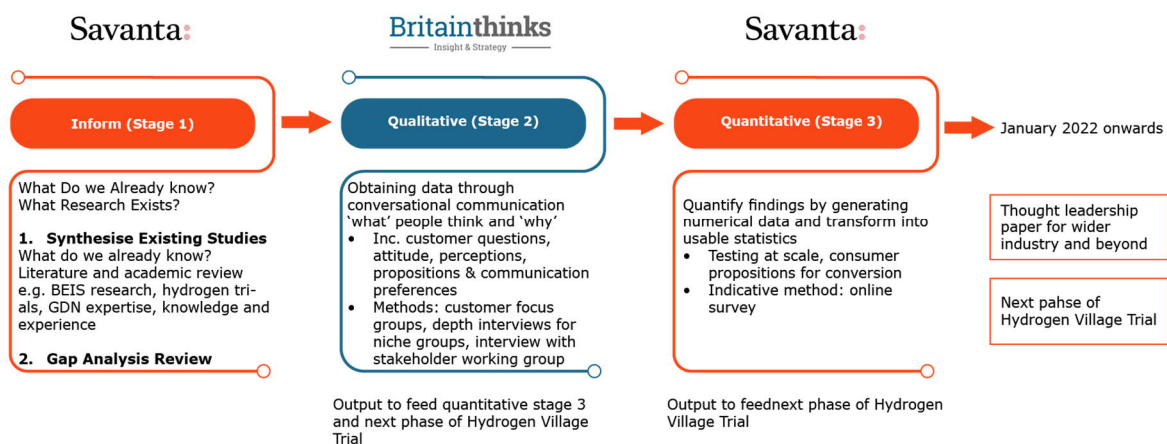 Savanta:
Britainthinks
Insight & Strategy
Savanta:
Inform (Stage 1)
Qualitative (Stage 2)
Quantitative (Stage 3)
January 2022 onwards
What Do we Already know?
What Research Exists?
1. Synthesise Existing Studies
What do we already know?
Literature and academic review
e.g. BEIS research, hydrogen tri-
als, GDN expertise, knowledge and
experience
2. Gap Analysis Review
Obtaining data through
conversational communication
‘what’ people think and ‘why’
• Inc. customer questions,
attitude, perceptions,
propositions & communication
preferences
• Methods: customer focus
groups, depth interviews for
niche groups, interview with
stakeholder working group
Output to feed quantitative stage 3
and next phase of Hydrogen Village
Trial
Quantify findings by generating
numerical data and transform into
usable statistics
• Testing at scale, consumer
propositions for conversion
• Indicative method: online
survey
Output to feednext phase of Hydrogen
Village Trial
Thought leadership
paper for wider
industry and beyond
Next pahse of
Hydrogen Village Trial